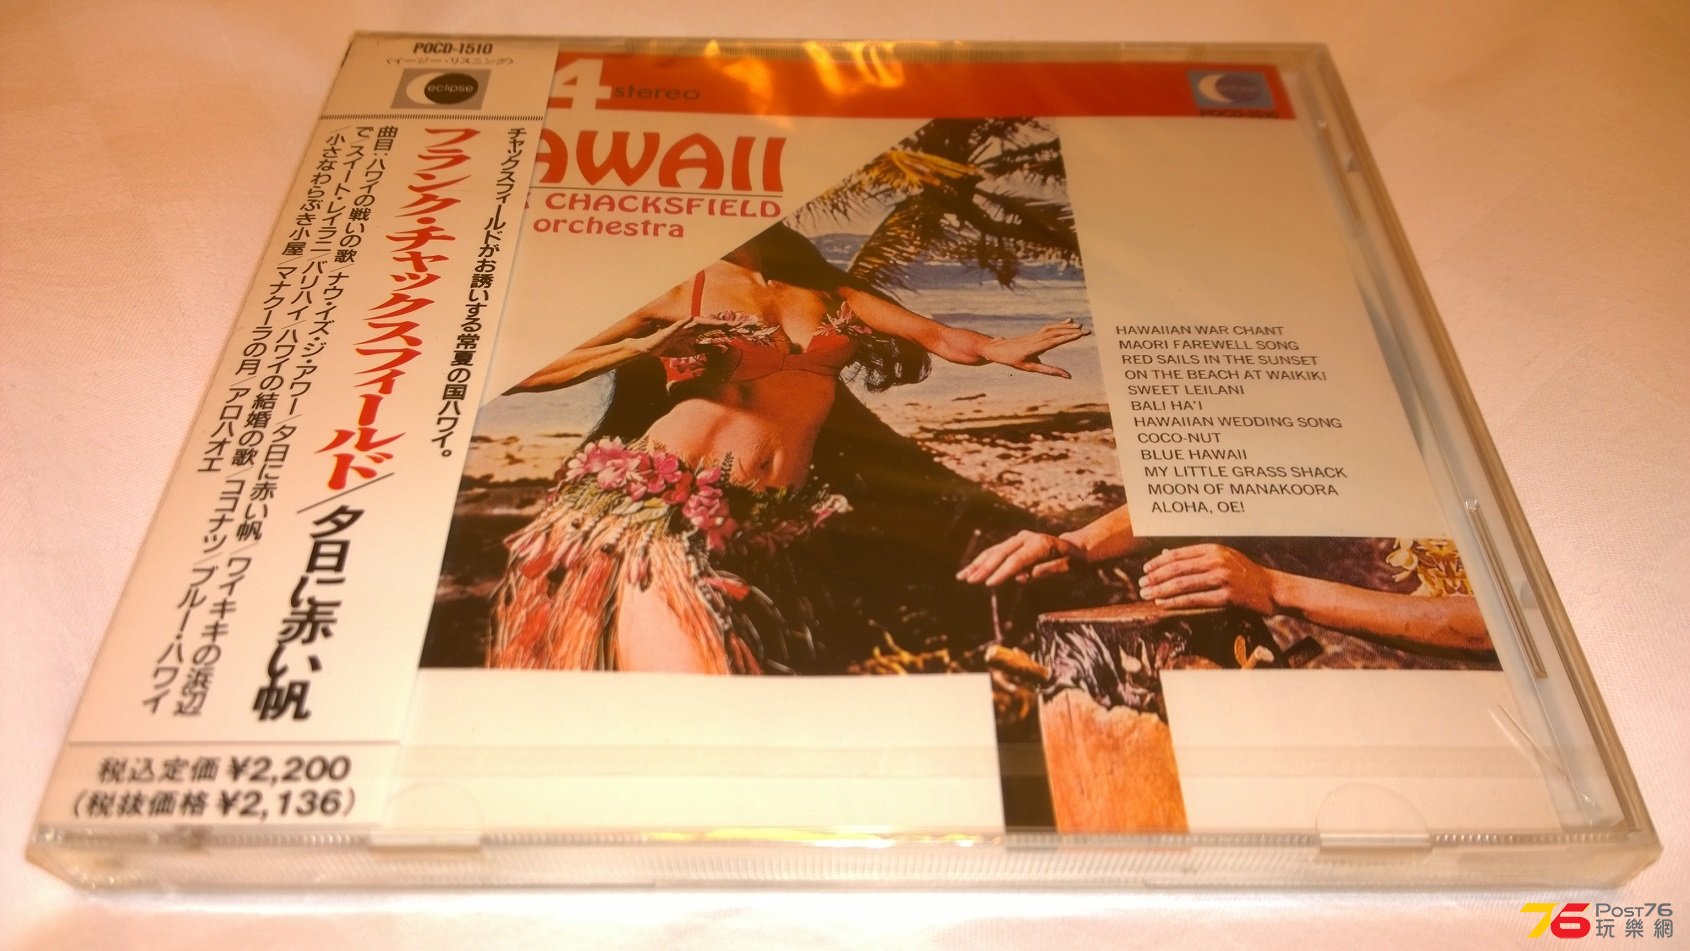 POCD-1510
〈イージー・リスニング〉
eclipse
チャックスフィールドがお誘いする常夏の国ハワイ。
フランク・チャックスフィールド/夕日に赤い帆
曲目:ハワイの戦いの歌/ナウ・イズ・ジ・アワー/夕日に赤い帆/ワイキキの浜辺
で/スイート・レイラニ/バリハイ/ハワイの結婚の歌/ココナツ/ブルー・ハワイ
小さなわらぶき小屋/マナクーラの月/アロハオエ
税込定価 ¥2,200
(税抜価格 ¥2,136)
4 stereo
eclipse
POCD-1510
AWAII
K CHACKSFIELD
orchestra
HAWAIIAN WAR CHANT
MAORI FAREWELL SONG
RED SAILS IN THE SUNSET
ON THE BEACH AT WAIKIKI
SWEET LEILANI
BALI HA'I
HAWAIIAN WEDDING SONG
COCO-NUT
BLUE HAWAII
MY LITTLE GRASS SHACK
MOON OF MANAKOORA
ALOHA, OE!
76 POST76
玩樂網